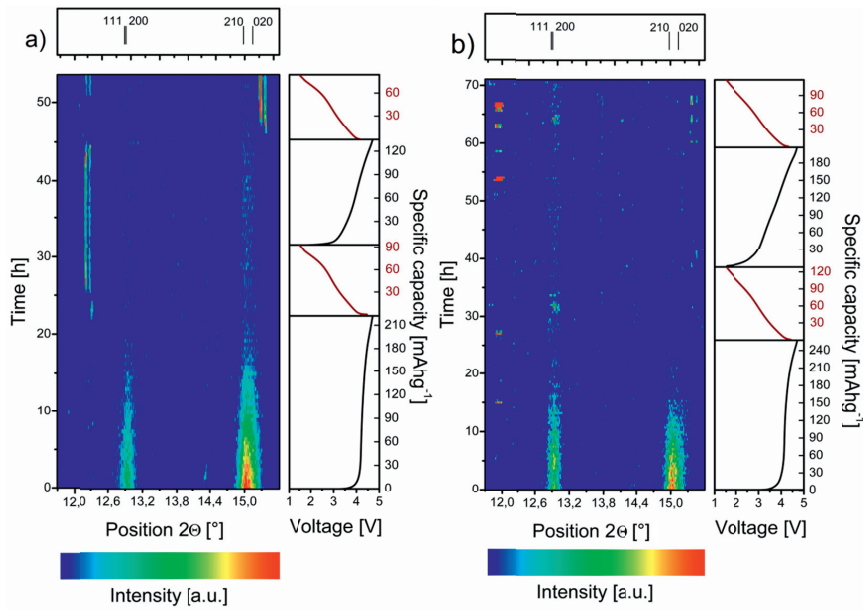 a)
111 200 210 020
50
40
30
20
10
0
Time [h]
11,8 12,0 12,6 13,2 13,8 14,4 15,0
Position 2Θ [°]
60
30
120
90
60
30
90
60
30
210
180
150
120
90
60
30
0
Specific capacity [mAhg-1]
1 2 3 4 5
Voltage [V]
Intensity [a.u.]
b)
111 200 210 020
70
60
50
40
30
20
10
0
Time [h]
12,0 12,6 13,2 13,8 14,4 15,0
Position 2Θ [°]
90
60
30
180
150
120
90
60
30
120
90
60
30
240
210
180
150
120
90
60
30
0
Specific capacity [mAhg-1]
1 2 3 4 5
Voltage [V]
Intensity [a.u.]